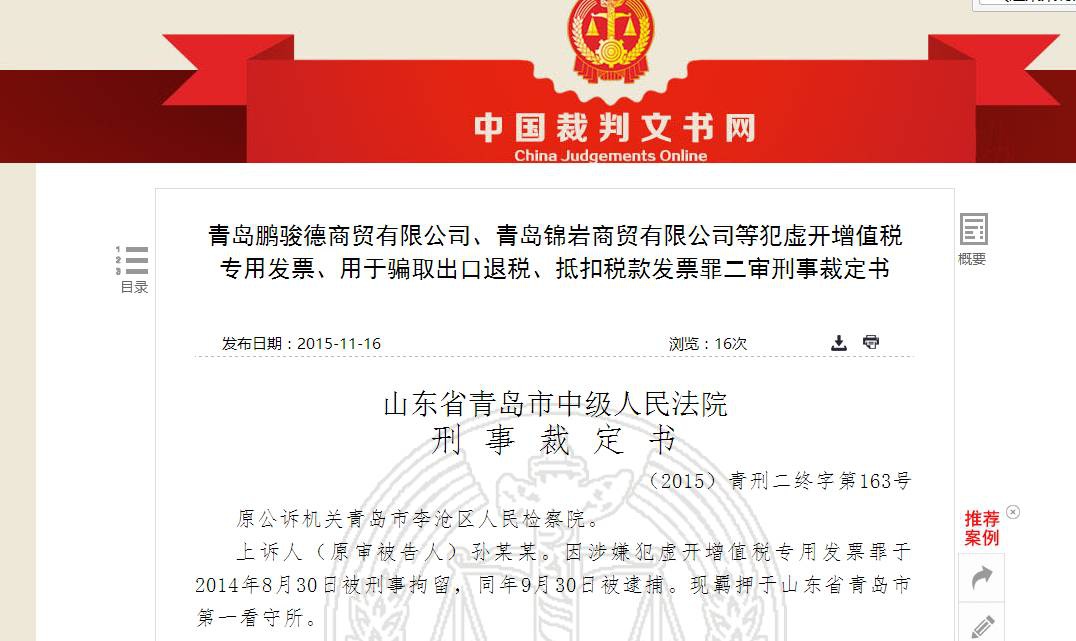 中国裁判文书网
China Judgements Online
青岛鹏骏德商贸有限公司、青岛锦岩商贸有限公司等犯虚开增值税
专用发票、用于骗取出口退税、抵扣税款发票罪二审刑事裁定书
1
2
3
目录
概要
发布日期：2015-11-16
浏览：16次
山东省青岛市中级人民法院
刑事裁定书
（2015）青刑二终字第163号
原公诉机关青岛市李沧区人民检察院。
上诉人（原审被告人）孙某某。因涉嫌犯虚开增值税专用发票罪于
2014年8月30日被刑事拘留，同年9月30日被逮捕。现羁押于山东省青岛市
第一看守所。
推荐
案例